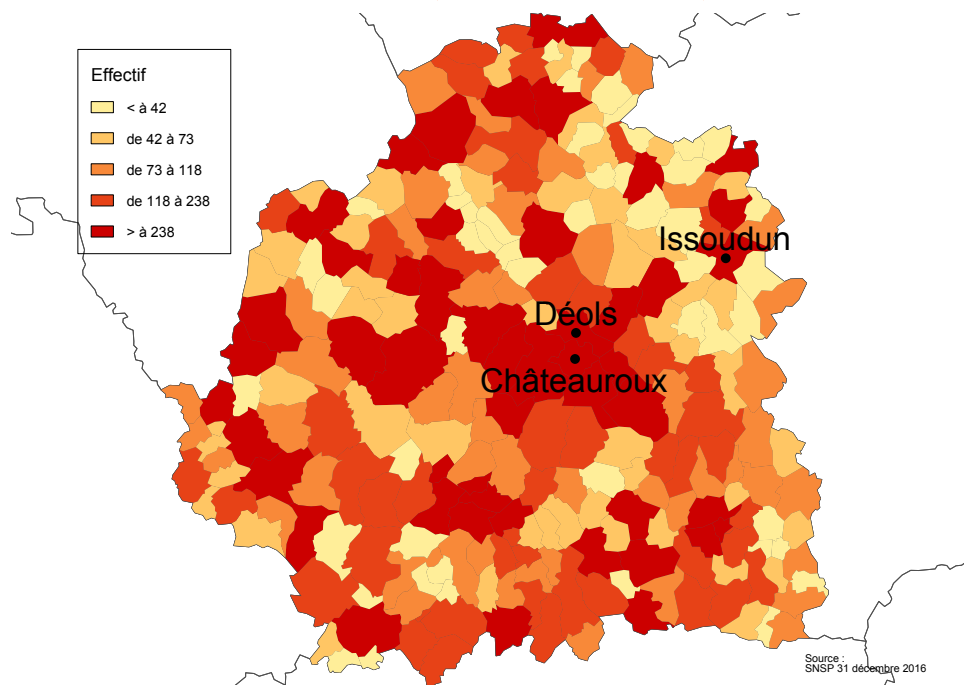 Effectif
< à 42
de 42 à 73
de 73 à 118
de 118 à 238
> à 238
Issoudun
Déols
Châteauroux
Source :
SNSP 31 décembre 2016